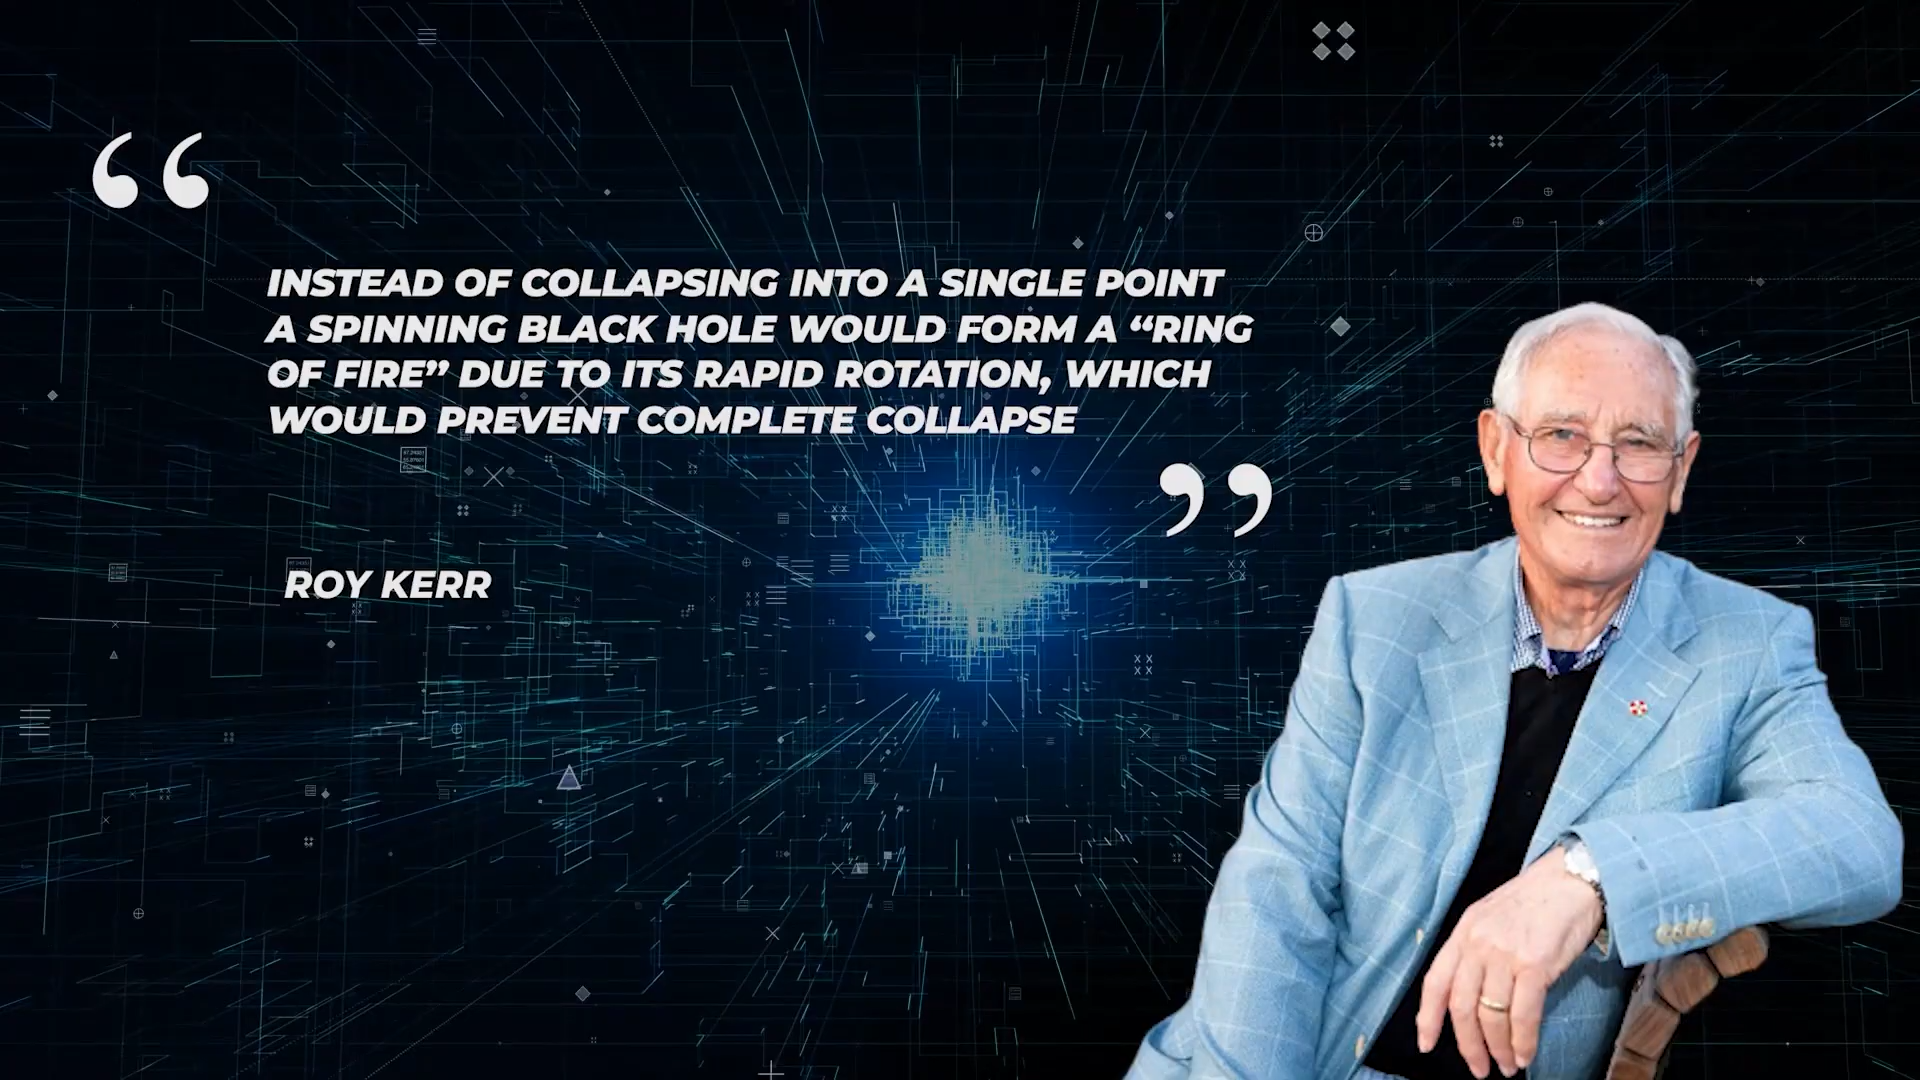 “
INSTEAD OF COLLAPSING INTO A SINGLE POINT
A SPINNING BLACK HOLE WOULD FORM A “RING
OF FIRE” DUE TO ITS RAPID ROTATION, WHICH
WOULD PREVENT COMPLETE COLLAPSE
”
ROY KERR